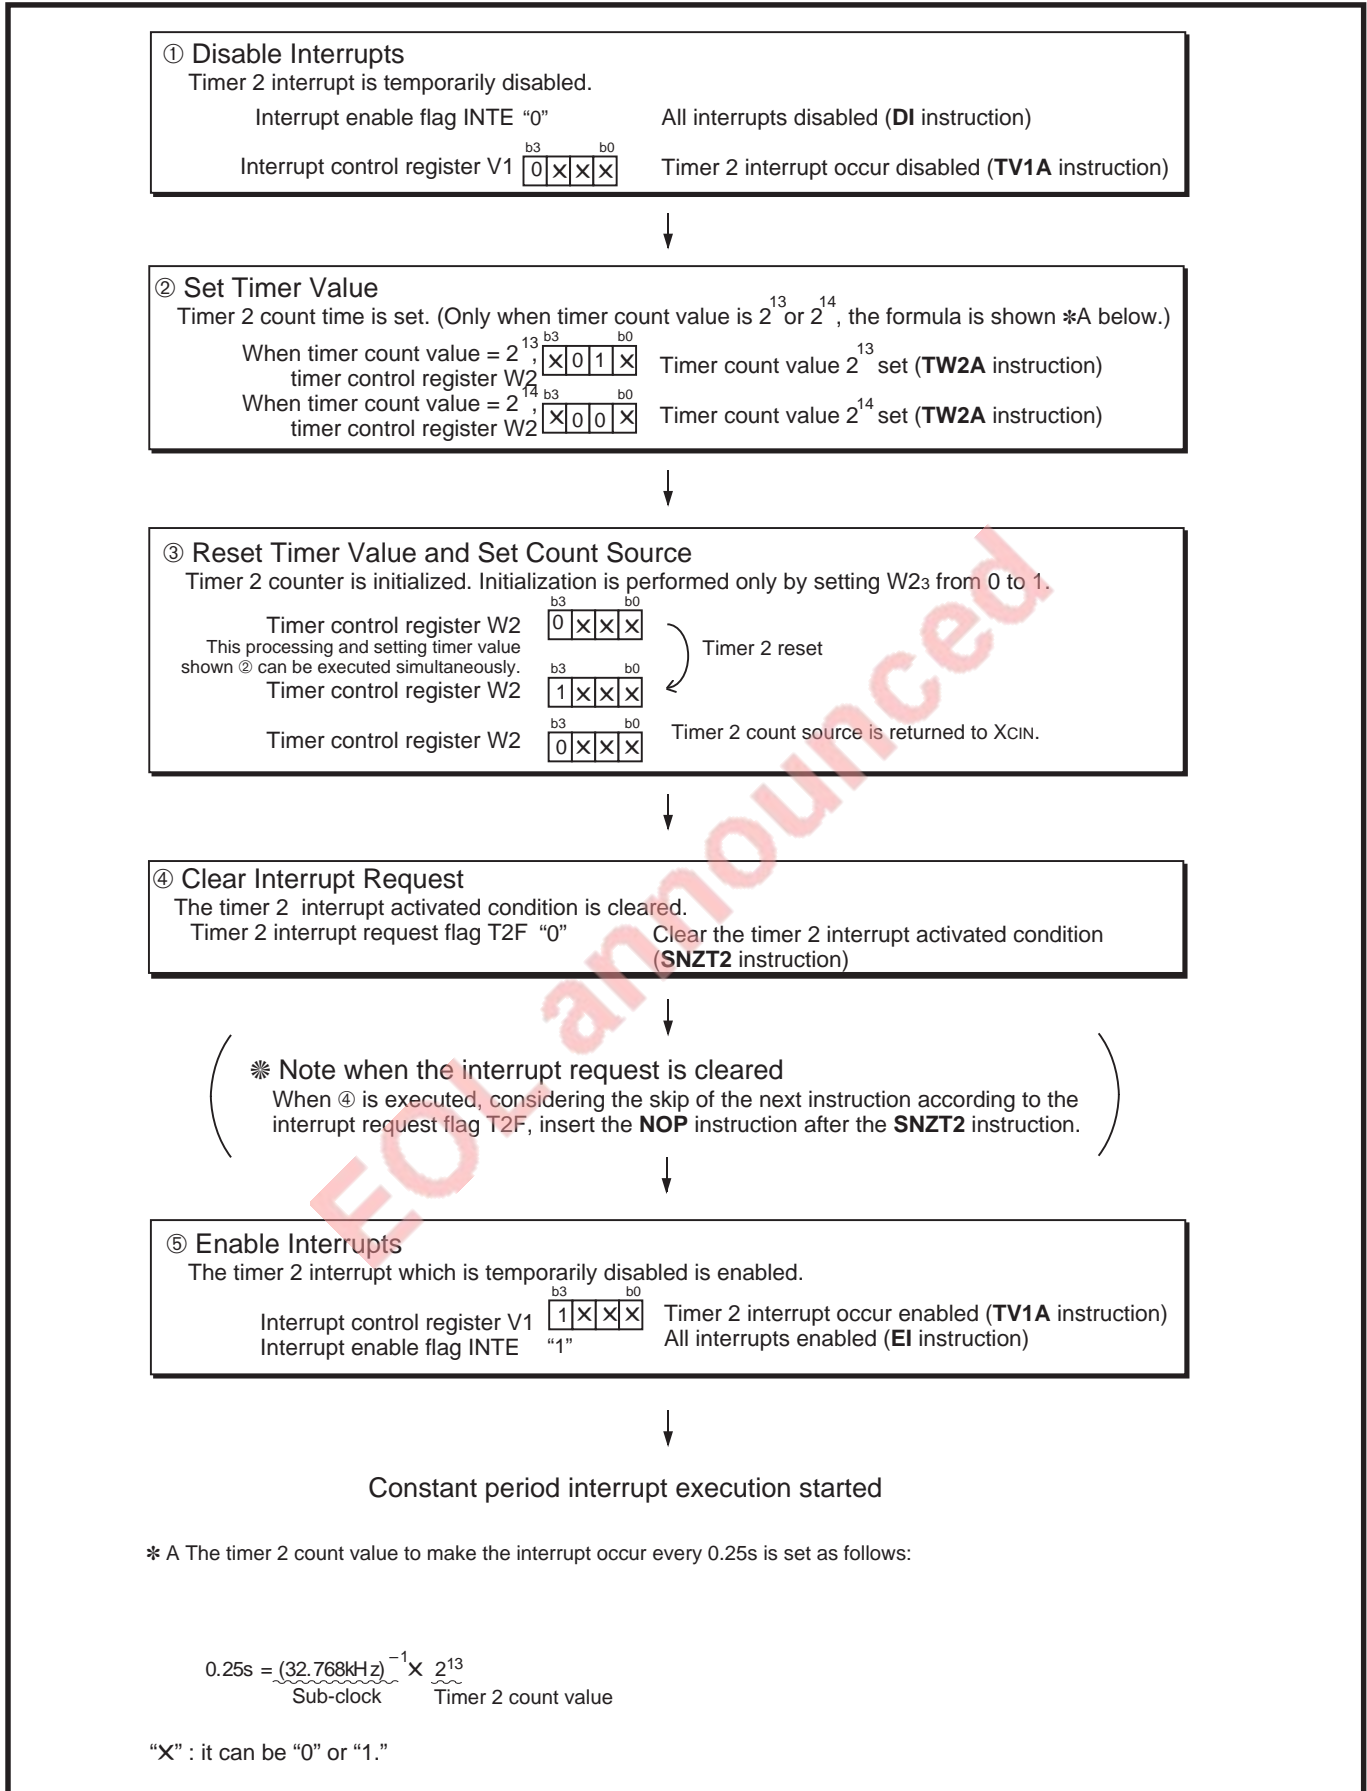 ① Disable Interrupts
Timer 2 interrupt is temporarily disabled.
Interrupt enable flag INTE “0” All interrupts disabled (DI instruction)
b3 b0
Interrupt control register V1 0 X X X Timer 2 interrupt occur disabled (TV1A instruction)
② Set Timer Value
Timer 2 count time is set. (Only when timer count value is 2^13 or 2^14, the formula is shown ✽A below.)
When timer count value = 2^13, b3 b0
timer control register W2 X 0 1 X Timer count value 2^13 set (TW2A instruction)
When timer count value = 2^14, b3 b0
timer control register W2 X 0 0 X Timer count value 2^14 set (TW2A instruction)
③ Reset Timer Value and Set Count Source
Timer 2 counter is initialized. Initialization is performed only by setting W23 from 0 to 1.
b3 b0
Timer control register W2 0 X X X
This processing and setting timer value Timer 2 reset
shown ② can be executed simultaneously.
b3 b0
Timer control register W2 1 X X X
b3 b0
Timer control register W2 0 X X X Timer 2 count source is returned to XCIN.
④ Clear Interrupt Request
The timer 2 interrupt activated condition is cleared.
Timer 2 interrupt request flag T2F “0” Clear the timer 2 interrupt activated condition
(SNZT2 instruction)
❊ Note when the interrupt request is cleared
When ④ is executed, considering the skip of the next instruction according to the
interrupt request flag T2F, insert the NOP instruction after the SNZT2 instruction.
⑤ Enable Interrupts
The timer 2 interrupt which is temporarily disabled is enabled.
b3 b0
Interrupt control register V1 1 X X X Timer 2 interrupt occur enabled (TV1A instruction)
Interrupt enable flag INTE “1” All interrupts enabled (EI instruction)
Constant period interrupt execution started
✽ A The timer 2 count value to make the interrupt occur every 0.25s is set as follows:
0.25s = (32.768kHz)^−1 X 2^13
Sub-clock Timer 2 count value
“X” : it can be “0” or “1.”
EOL announced